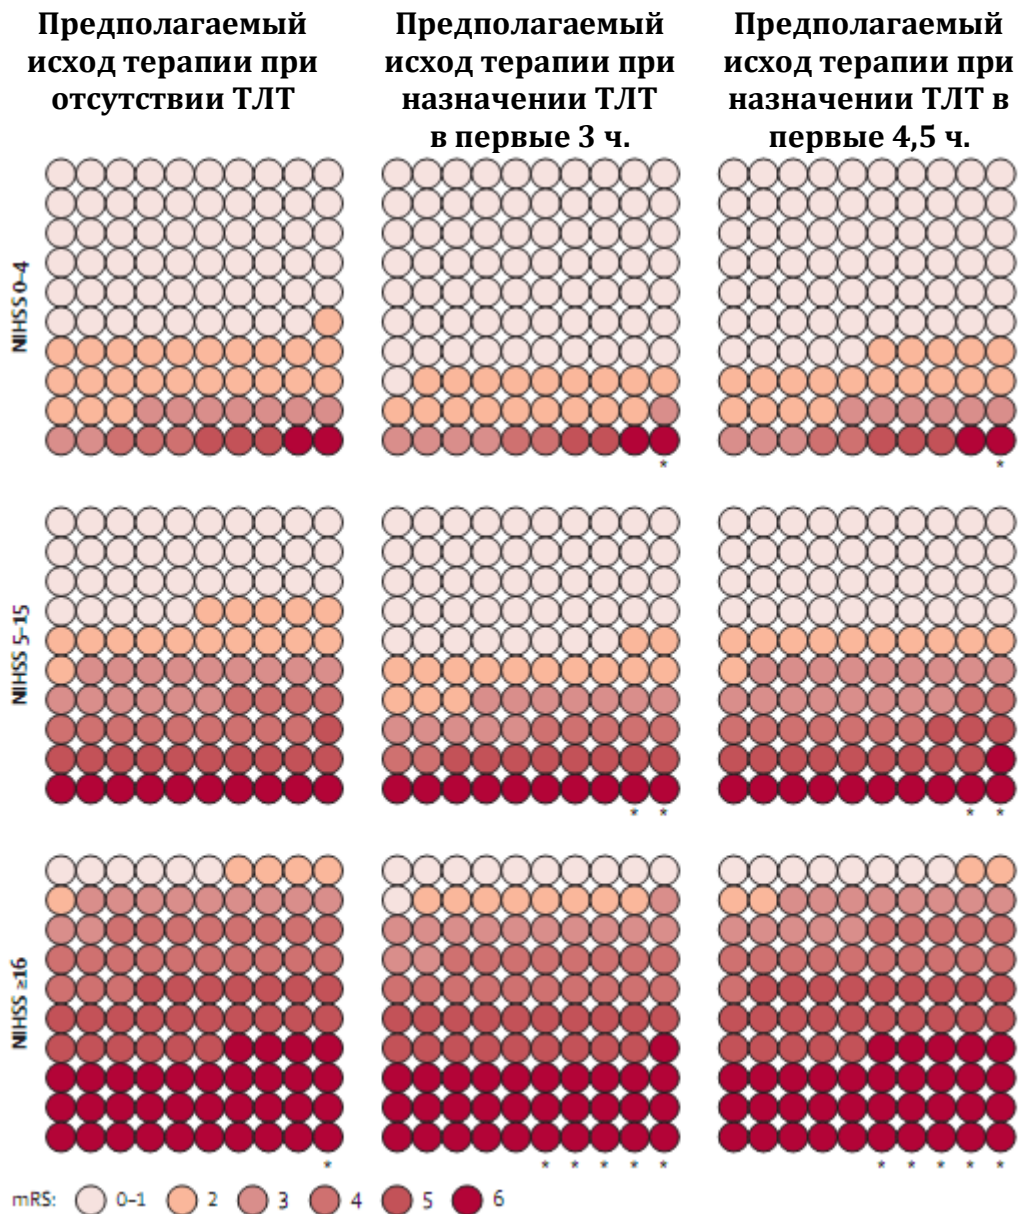 Предполагаемый
исход терапии при
отсутствии ТЛТ
Предполагаемый
исход терапии при
назначении ТЛТ
в первые 3 ч.
Предполагаемый
исход терапии при
назначении ТЛТ в
первые 4,5 ч.
NIHSS 0–4
*
*
NIHSS 5–15
* *
* *
NIHSS ≥16
*
* * * * *
* * * * *
mRS: 0–1 2 3 4 5 6